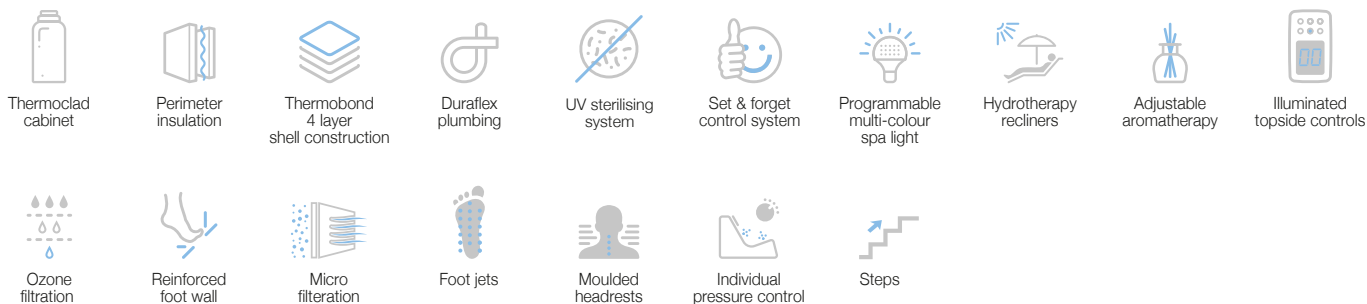 00
Thermoclad
cabinet
Perimeter
insulation
Thermobond
4 layer
shell construction
Duraflex
plumbing
UV sterilising
system
Set & forget
control system
Programmable
multi-colour
spa light
Hydrotherapy
recliners
Adjustable
aromatherapy
Illuminated
topside controls
Ozone
filtration
Reinforced
foot wall
Micro
filteration
Foot jets
Moulded
headrests
Individual
pressure control
Steps